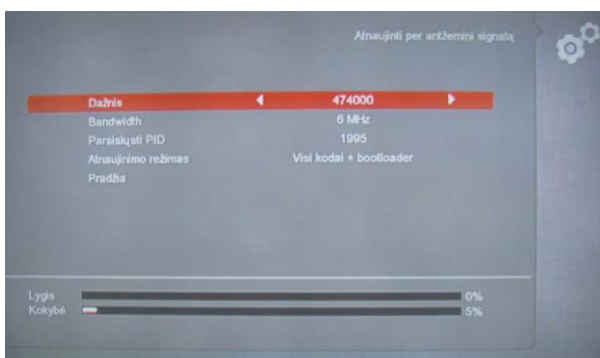 Atnaujinti per antžemini signalą
Dažnis 474000
Bandwidth 6 MHz
Parsisiųsti PID 1995
Atnaujinimo režimas Visi kodai + bootloader
Pradžia
Lygis 0%
Kokybė 5%